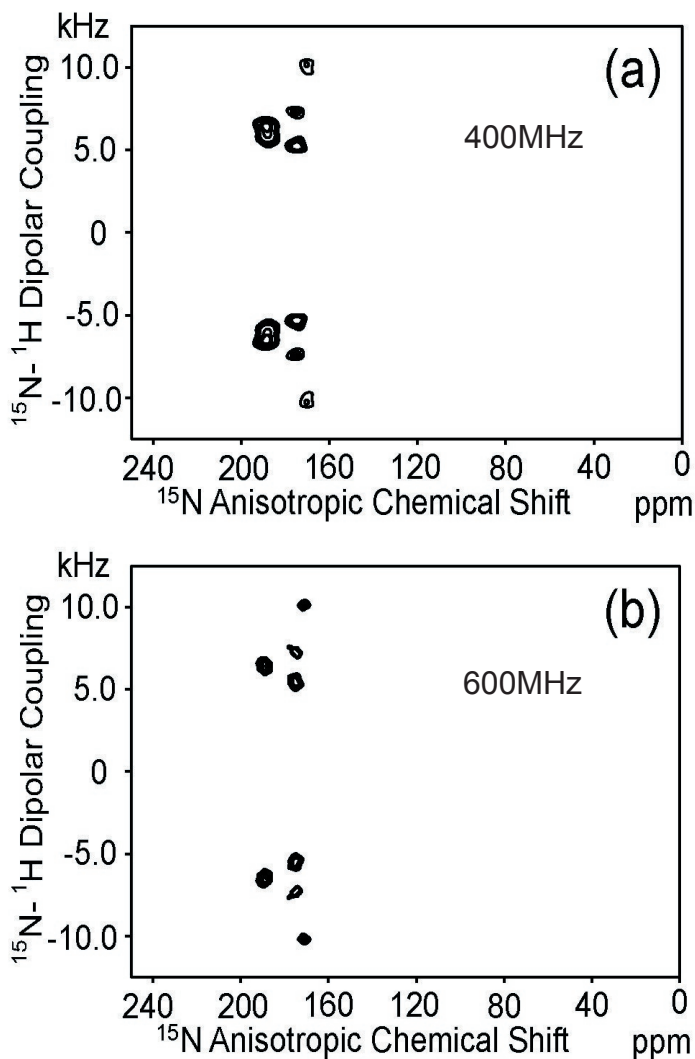 kHz
(a)
10.0
400MHz
5.0
0
-5.0
-10.0
¹⁵N- ¹H Dipolar Coupling
240 200 160 120 80 40 0
¹⁵N Anisotropic Chemical Shift ppm
kHz
(b)
10.0
600MHz
5.0
0
-5.0
-10.0
¹⁵N- ¹H Dipolar Coupling
240 200 160 120 80 40 0
¹⁵N Anisotropic Chemical Shift ppm